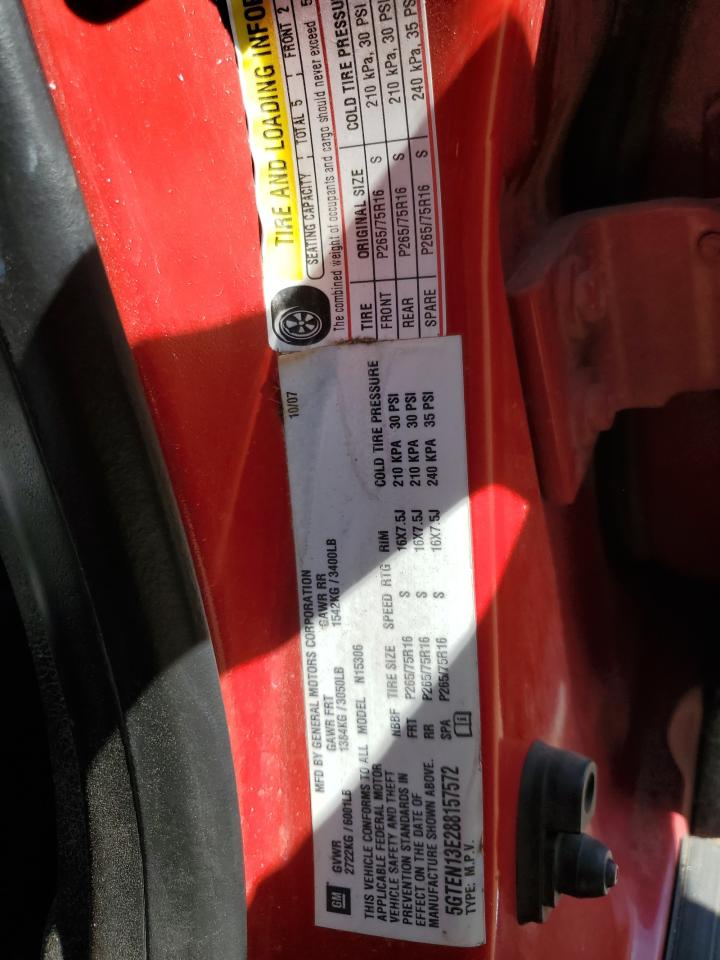 TIRE AND LOADING INFOR
SEATING CAPACITY TOTAL 5 FRONT 2
The combined weight of occupants and cargo should never exceed
TIRE ORIGINAL SIZE COLD TIRE PRESSU
FRONT P265/75R16 S 210 kPa, 30 PSI
REAR P265/75R16 S 210 kPa, 30 PSI
SPARE P265/75R16 S 240 kPa, 35 PS
GM MFD BY GENERAL MOTORS CORPORATION 10/07
GVWR GAWR FRT GAWR RR
2722KG/6001LB 1384KG/3050LB 1542KG/3400LB
THIS VEHICLE CONFORMS TO ALL MODEL N15306
APPLICABLE FEDERAL MOTOR
VEHICLE SAFETY AND THEFT
PREVENTION STANDARDS IN
EFFECT ON THE DATE OF
MANUFACTURE SHOWN ABOVE.
NBBF TIRE SIZE SPEED RTG RIM COLD TIRE PRESSURE
FRT P265/75R16 S 16X7.5J 210 KPA 30 PSI
RR P265/75R16 S 16X7.5J 210 KPA 30 PSI
SPA P265/75R16 S 16X7.5J 240 KPA 35 PSI
5GTEN13E288157572
TYPE: M.P.V.